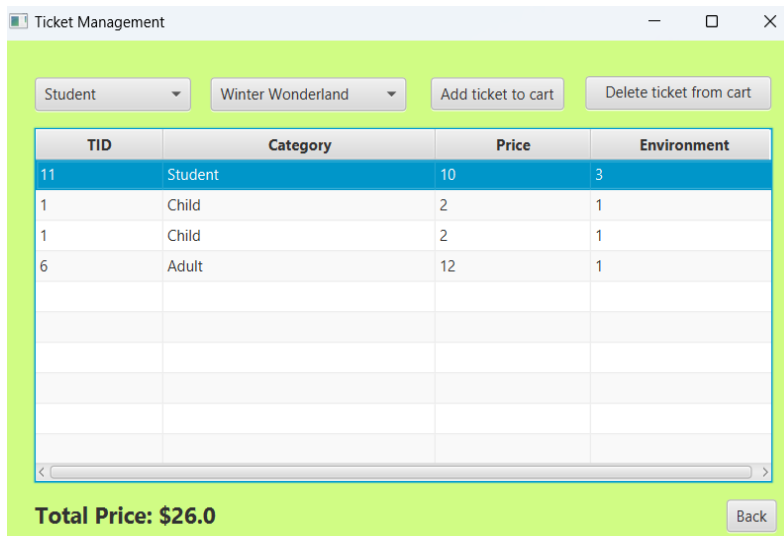 Ticket Management
Student Winter Wonderland Add ticket to cart Delete ticket from cart
TID Category Price Environment
11 Student 10 3
1 Child 2 1
1 Child 2 1
6 Adult 12 1
Total Price: $26.0 Back